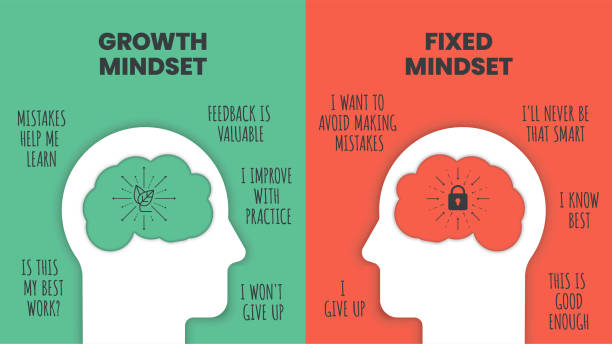 GROWTH
MINDSET
MISTAKES
HELP ME
LEARN
FEEDBACK IS
VALUABLE
I IMPROVE
WITH
PRACTICE
IS THIS
MY BEST
WORK?
I WON'T
GIVE UP
FIXED
MINDSET
I WANT TO
AVOID MAKING
MISTAKES
I'LL NEVER BE
THAT SMART
I KNOW
BEST
I
GIVE UP
THIS IS
GOOD
ENOUGH